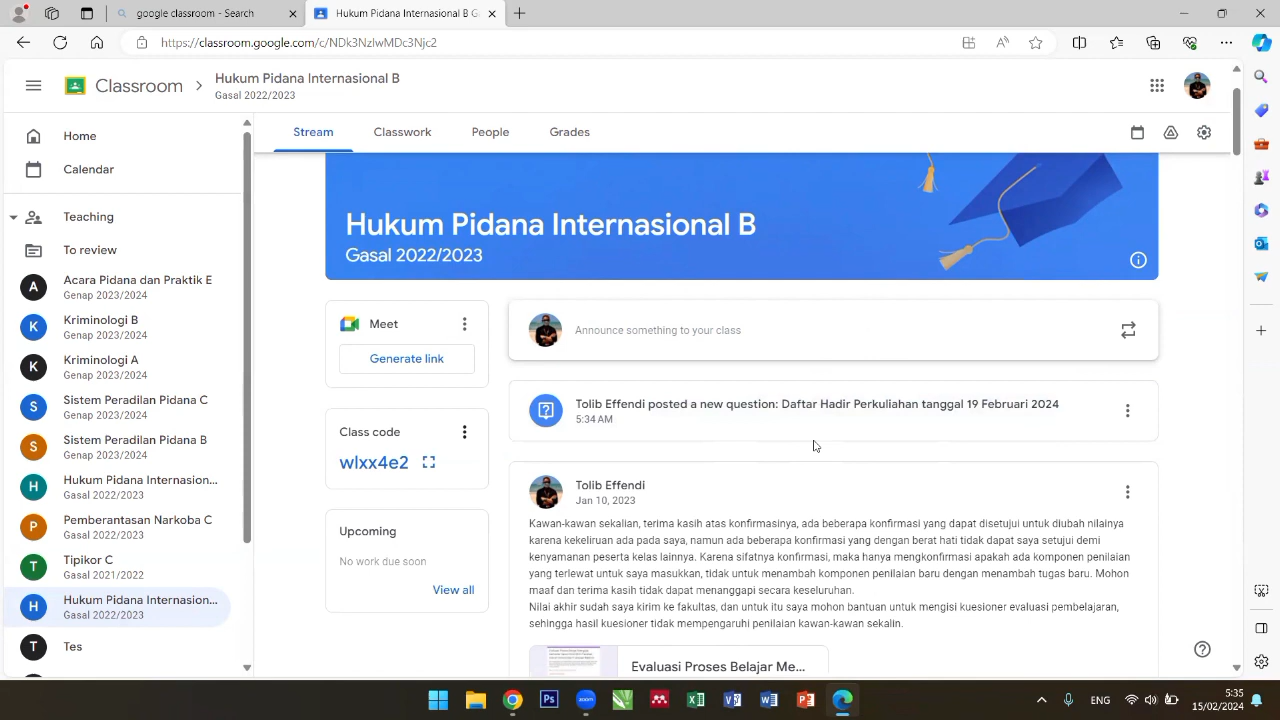 google classroom - Search
Hukum Pidana Internasional B G
https://classroom.google.com/c/NDk3NzIwMDc3Njc2
Classroom
Hukum Pidana Internasional B
Gasal 2022/2023
Home
Calendar
Teaching
To review
A
Acara Pidana dan Praktik E
Genap 2023/2024
K
Kriminologi B
Genap 2023/2024
K
Kriminologi A
Genap 2023/2024
S
Sistem Peradilan Pidana C
Genap 2023/2024
S
Sistem Peradilan Pidana B
Genap 2023/2024
H
Hukum Pidana Internasion...
Gasal 2022/2023
P
Pemberantasan Narkoba C
Gasal 2022/2023
T
Tipikor C
Gasal 2021/2022
H
Hukum Pidana Internasion...
Gasal 2022/2023
T
Tes
Stream Classwork People Grades
Hukum Pidana Internasional B
Gasal 2022/2023
Meet
Generate link
Class code
wlxx4e2
Upcoming
No work due soon
View all
Announce something to your class
Tolib Effendi posted a new question: Daftar Hadir Perkuliahan tanggal 19 Februari 2024
5:34 AM
Tolib Effendi
Jan 10, 2023
Kawan-kawan sekalian, terima kasih atas konfirmasinya, ada beberapa konfirmasi yang dapat disetujui untuk diubah nilainya
karena kekeliruan ada pada saya, namun ada beberapa konfirmasi yang dengan berat hati tidak dapat saya setujui demi
kenyamanan peserta kelas lainnya. Karena sifatnya konfirmasi, maka hanya mengkonfirmasi apakah ada komponen penilaian
yang terlewat untuk saya masukkan, tidak untuk menambah komponen penilaian baru dengan menambah tugas baru. Mohon
maaf dan terima kasih tidak dapat menanggapi secara keseluruhan.
Nilai akhir sudah saya kirim ke fakultas, dan untuk itu saya mohon bantuan untuk mengisi kuesioner evaluasi pembelajaran,
sehingga hasil kuesioner tidak mempengaruhi penilaian kawan-kawan sekalin.
Evaluasi Proses Belajar Me...
ENG
5:35
15/02/2024